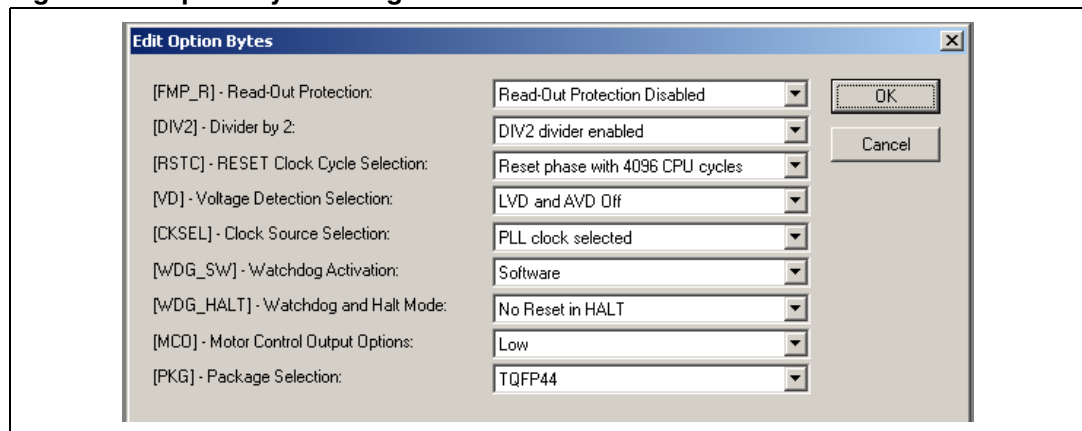 Edit Option Bytes
[FMP_R] - Read-Out Protection: Read-Out Protection Disabled OK
[DIV2] - Divider by 2: DIV2 divider enabled
Cancel
[RSTC] - RESET Clock Cycle Selection: Reset phase with 4096 CPU cycles
[VD] - Voltage Detection Selection: LVD and AVD Off
[CKSEL] - Clock Source Selection: PLL clock selected
[WDG_SW] - Watchdog Activation: Software
[WDG_HALT] - Watchdog and Halt Mode: No Reset in HALT
[MCO] - Motor Control Output Options: Low
[PKG] - Package Selection: TQFP44